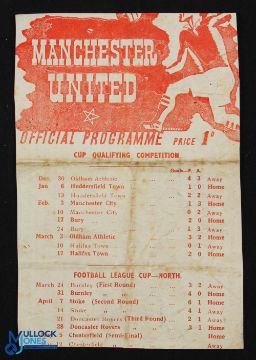 MANCHESTER
UNITED
OFFICIAL PROGRAMME PRICE 1D
CUP QUALIFYING COMPETITION
Goals— F. A.
Dec. 30 Oldham Athletic 4 3 Away
Jan 6 Huddersfield Town 1 0 Home
13 Huddersfield Town 2 2 Away
Feb. 3 Manchester City 1 3 Home
10 Manchester City 0 2 Away
17 Bury 2 0 Home
24 Bury 1 3 Away
March 3 Oldham Athletic 3 2 Home
10 Halifax Town 0 1 Away
17 Halifax Town 2 0 Home
FOOTBALL LEAGUE CUP—NORTH.
March 24 Burnley (First Round) 3 2 Away
31 Burnley 4 0 Home
April 7 Stoke (Second Round) 6 1 Home
14 Stoke 4 1 Away
21 Doncaster Rovers (Third Round) 2 1 Away
28 Doncaster Rovers 3 1 Home
Chesterfield (Semi-Final) Home
Chesterfield Away
MULLOCK
JONES